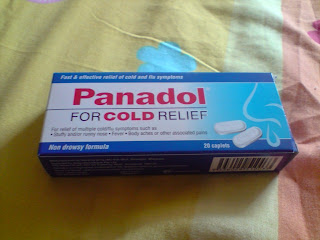 Fast & effective relief of cold and flu symptoms
Panadol
FOR COLD RELIEF
For relief of multiple cold/flu symptoms such as
• Stuffy and/or runny nose • Fever • Body aches or other associated pains
Non drowsy formula
20 caplets